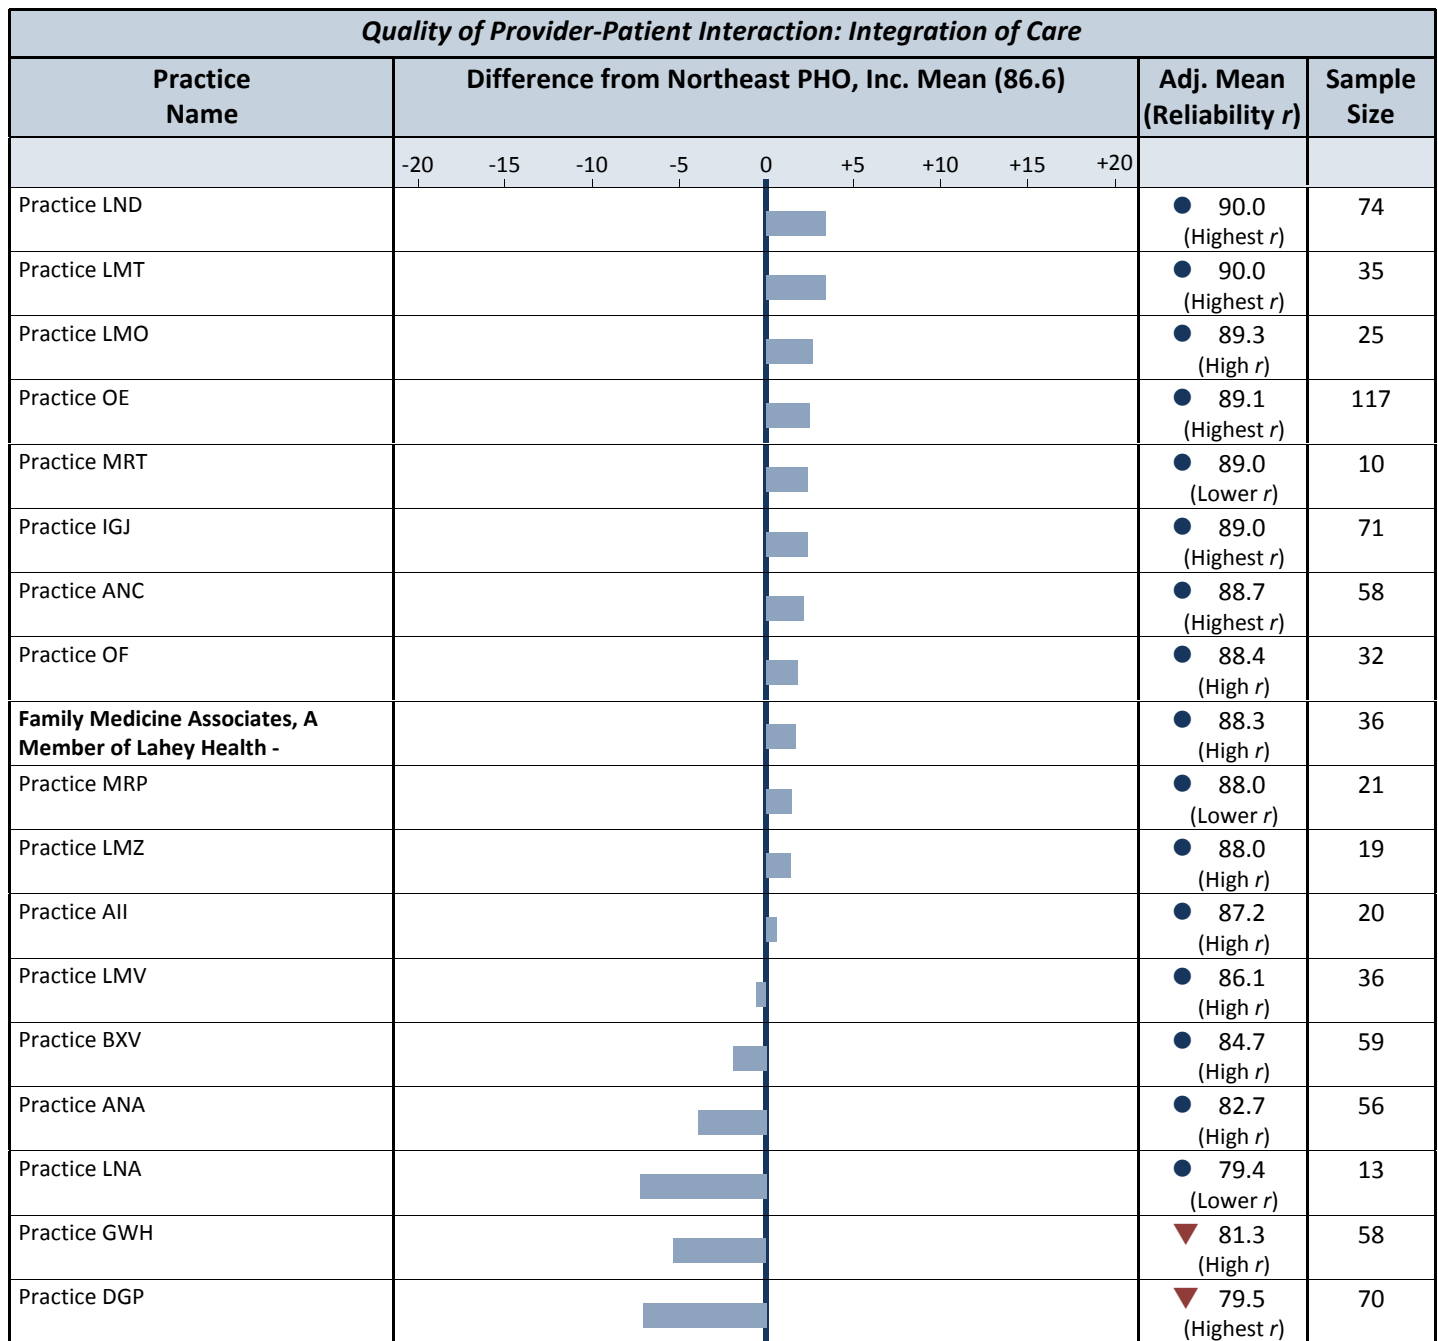 Quality of Provider-Patient Interaction: Integration of Care
Practice Name
Difference from Northeast PHO, Inc. Mean (86.6)
Adj. Mean (Reliability r)
Sample Size
-20 -15 -10 -5 0 +5 +10 +15 +20
Practice LND 90.0 74
(Highest r)
Practice LMT 90.0 35
(Highest r)
Practice LMO 89.3 25
(High r)
Practice OE 89.1 117
(Highest r)
Practice MRT 89.0 10
(Lower r)
Practice IGJ 89.0 71
(Highest r)
Practice ANC 88.7 58
(Highest r)
Practice OF 88.4 32
(High r)
Family Medicine Associates, A 88.3 36
Member of Lahey Health - (High r)
Practice MRP 88.0 21
(Lower r)
Practice LMZ 88.0 19
(High r)
Practice AII 87.2 20
(High r)
Practice LMV 86.1 36
(High r)
Practice BXV 84.7 59
(High r)
Practice ANA 82.7 56
(High r)
Practice LNA 79.4 13
(Lower r)
Practice GWH 81.3 58
(High r)
Practice DGP 79.5 70
(Highest r)